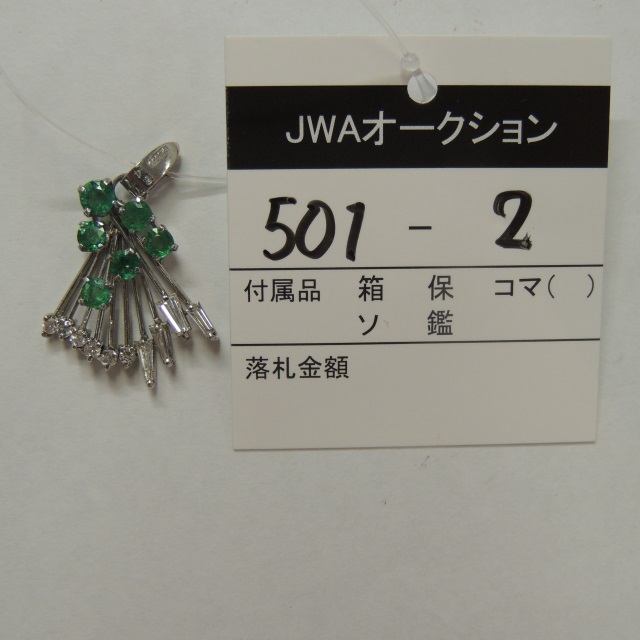 JWAオークション
501 - 2
付属品 箱 保 コマ( )
ソ 鑑
落札金額